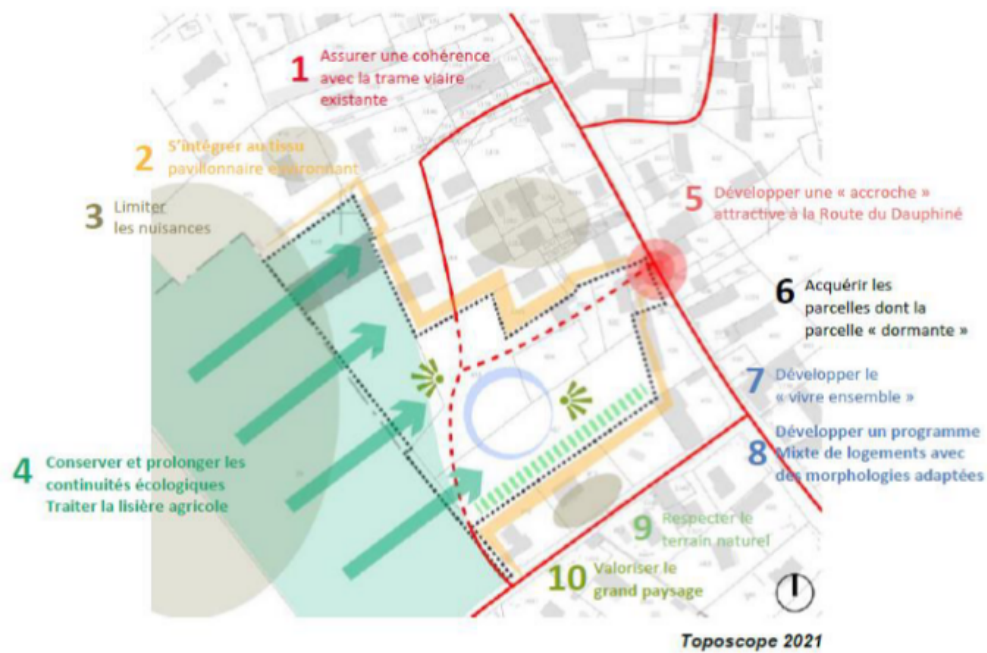 1 Assurer une cohérence
avec la trame viaire
existante
2 S'intégrer au tissu
pavillonnaire environnant
3 Limiter
les nuisances
5 Développer une « accroche »
attractive à la Route du Dauphiné
6 Acquérir les
parcelles dont la
parcelle « dormante »
7 Développer le
« vivre ensemble »
8 Développer un programme
Mixte de logements avec
des morphologies adaptées
4 Conserver et prolonger les
continuités écologiques
Traiter la lisière agricole
9 Respecter le
terrain naturel
10 Valoriser le
grand paysage
Toposcope 2021